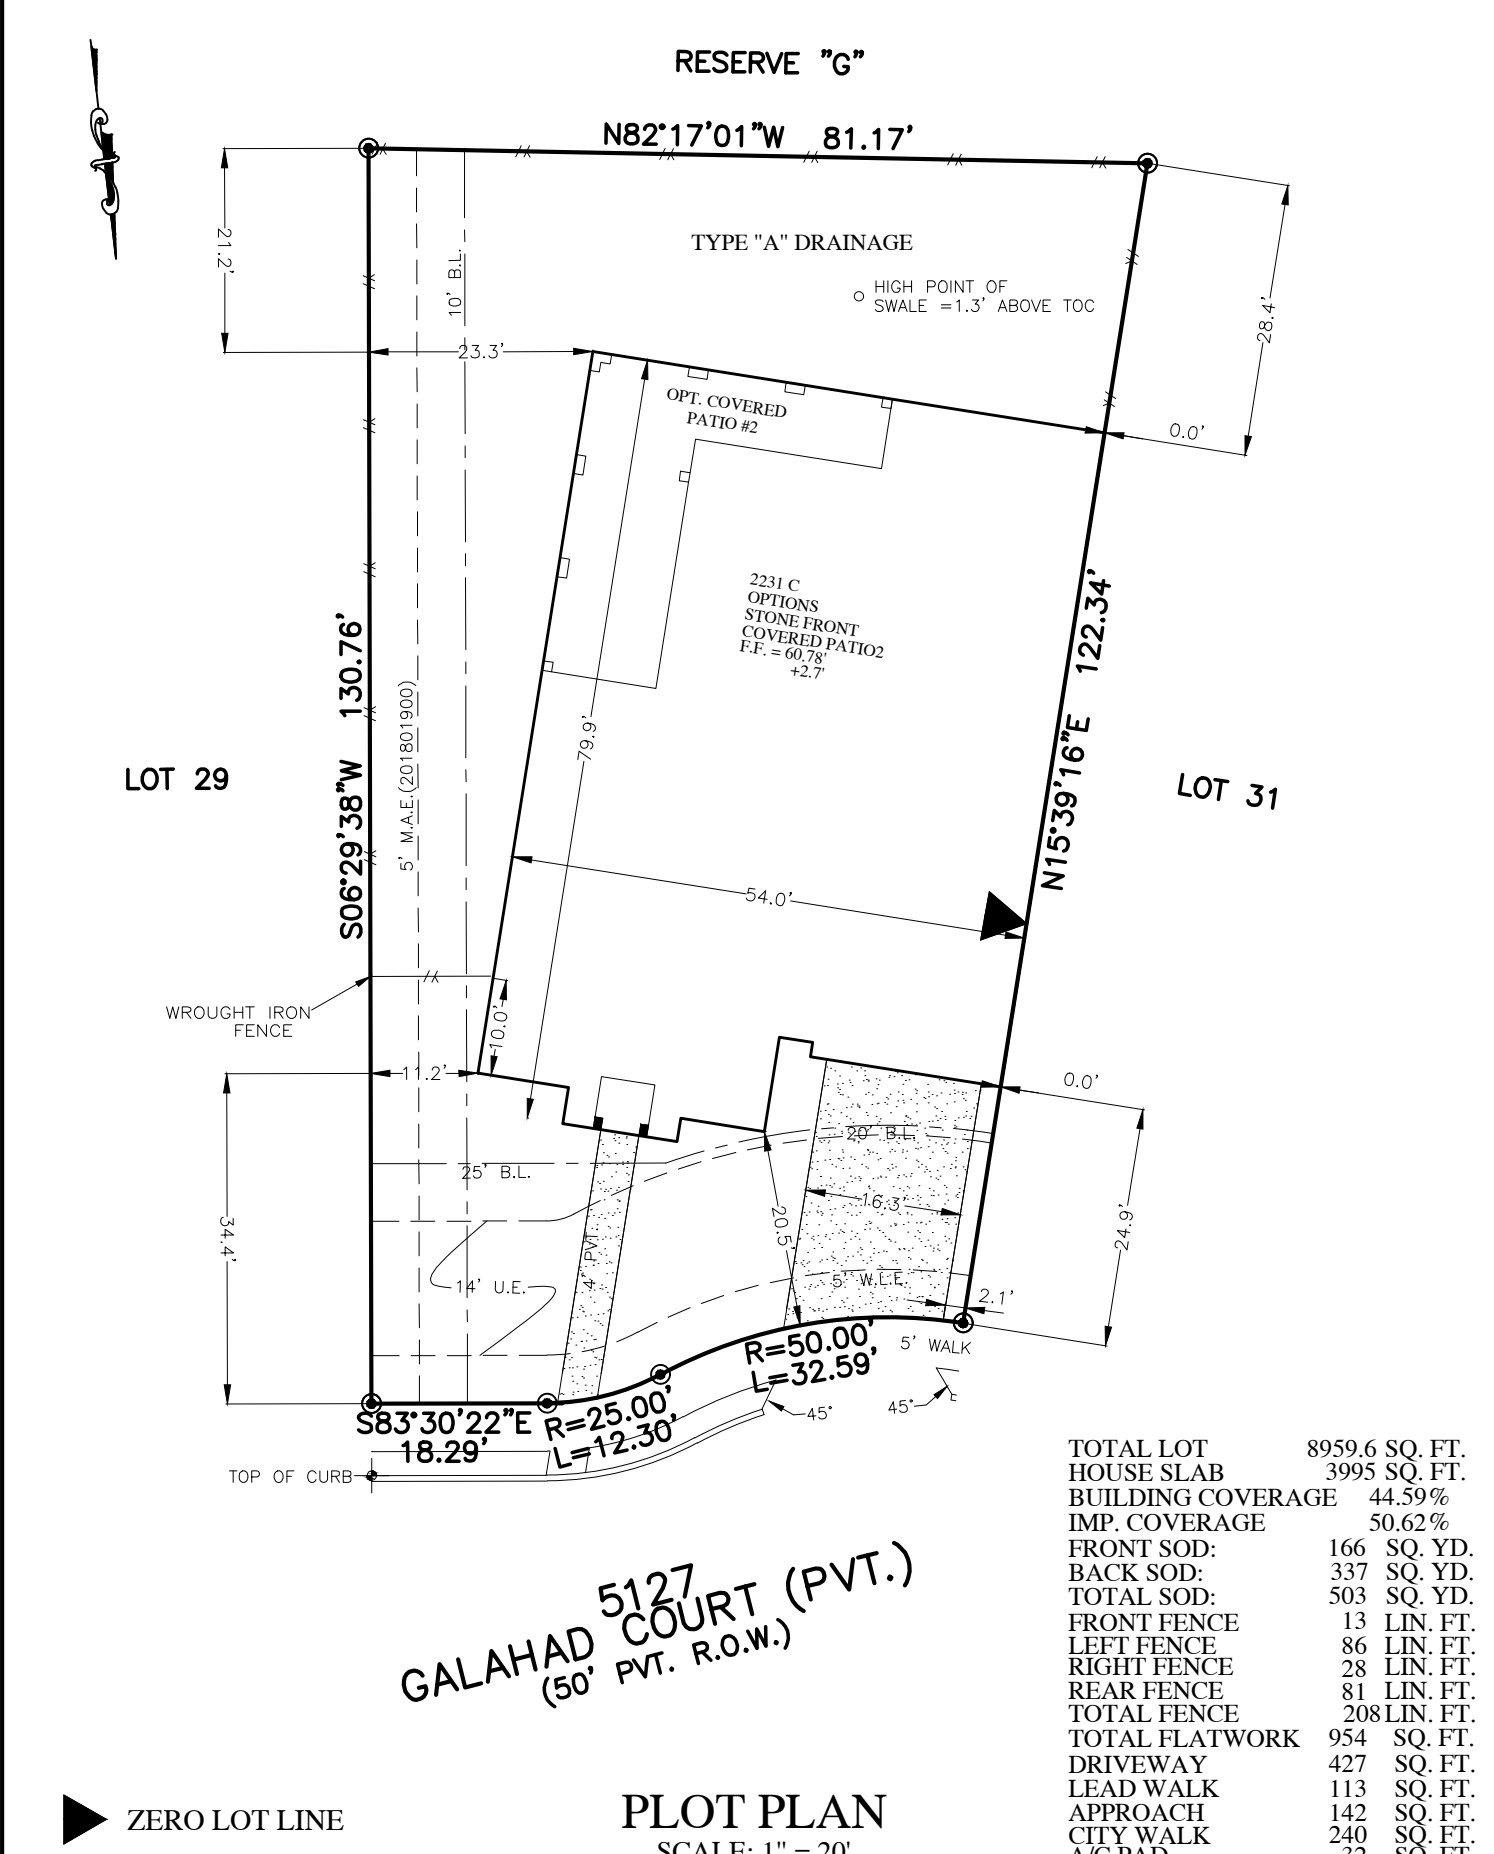 RESERVE "G"
N82°17'01"W 81.17'
21.2'
10' B.L.
TYPE "A" DRAINAGE
HIGH POINT OF
SWALE =1.3' ABOVE TOC
28.4'
23.3'
OPT. COVERED
PATIO #2
0.0'
2231 C
OPTIONS
STONE FRONT
COVERED PATIO2
F.F. = 60.78'
+2.7'
S06°29'38"W 130.76'
5' M.A.E.(201801900)
79.9'
N15°39'16"E 122.34'
LOT 29
LOT 31
54.0'
WROUGHT IRON
FENCE
10.0'
11.2'
0.0'
20' B.L.
25' B.L.
16.3'
20.5'
34.4'
24.9'
4' PVT
14' U.E.
5' W.L.E.
2.1'
R=50.00'
L=32.59'
5' WALK
45°
45°
E
S83°30'22"E
18.29'
R=25.00'
L=12.30'
TOP OF CURB
5127
GALAHAD COURT (PVT.)
(50' PVT. R.O.W.)
TOTAL LOT 8959.6 SQ. FT.
HOUSE SLAB 3995 SQ. FT.
BUILDING COVERAGE 44.59%
IMP. COVERAGE 50.62%
FRONT SOD: 166 SQ. YD.
BACK SOD: 337 SQ. YD.
TOTAL SOD: 503 SQ. YD.
FRONT FENCE 13 LIN. FT.
LEFT FENCE 86 LIN. FT.
RIGHT FENCE 28 LIN. FT.
REAR FENCE 81 LIN. FT.
TOTAL FENCE 208 LIN. FT.
TOTAL FLATWORK 954 SQ. FT.
DRIVEWAY 427 SQ. FT.
LEAD WALK 113 SQ. FT.
APPROACH 142 SQ. FT.
CITY WALK 240 SQ. FT.
A/C PAD 32 SQ. FT.
ZERO LOT LINE
PLOT PLAN
SCALE: 1" = 20'